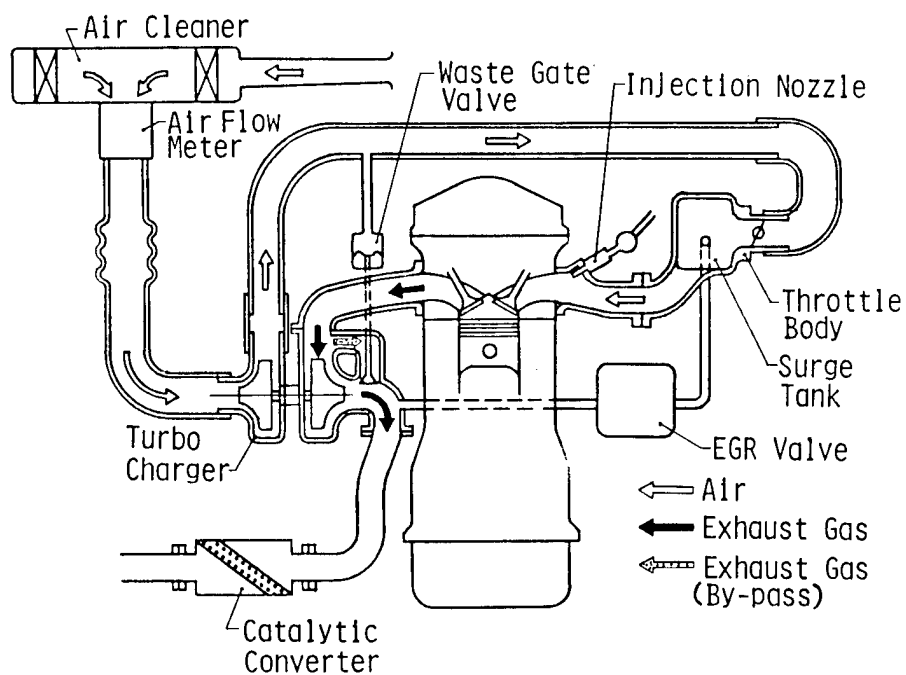 Air Cleaner
Waste Gate
Valve
Injection Nozzle
Air Flow
Meter
Throttle
Body
Surge
Tank
Turbo
Charger
EGR Valve
Air
Exhaust Gas
Exhaust Gas
(By-pass)
Catalytic
Converter